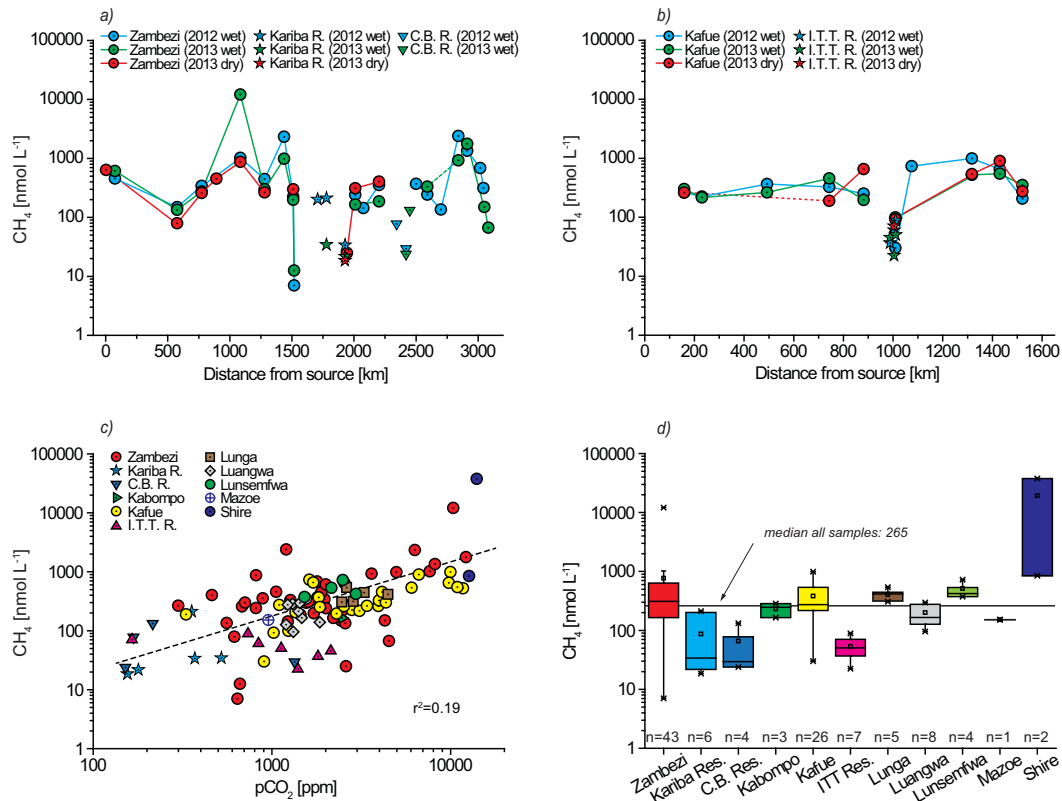 a)
Zambezi (2012 wet)
Zambezi (2013 wet)
Zambezi (2013 dry)
Kariba R. (2012 wet)
Kariba R. (2013 wet)
Kariba R. (2013 dry)
C.B. R. (2012 wet)
C.B. R. (2013 wet)
100000
10000
1000
100
10
1
CH4 [nmol L-1]
0 500 1000 1500 2000 2500 3000
Distance from source [km]
b)
Kafue (2012 wet)
Kafue (2013 wet)
Kafue (2013 dry)
I.T.T. R. (2012 wet)
I.T.T. R. (2013 wet)
I.T.T. R. (2013 dry)
100000
10000
1000
100
10
1
CH4 [nmol L-1]
0 200 400 600 800 1000 1200 1400 1600
Distance from source [km]
c)
Zambezi
Kariba R.
C.B. R.
Kabompo
Kafue
I.T.T. R.
Lunga
Luangwa
Lunsemfwa
Mazoe
Shire
100000
10000
1000
100
10
1
CH4 [nmol L-1]
r2=0.19
100 1000 10000
pCO2 [ppm]
d)
100000
10000
1000
100
10
1
CH4 [nmol L-1]
median all samples: 265
n=43 n=6 n=4 n=3 n=26 n=7 n=5 n=8 n=4 n=1 n=2
Zambezi
Kariba Res.
C.B. Res.
Kabompo
Kafue
ITT Res.
Lunga
Luangwa
Lunsemfwa
Mazoe
Shire